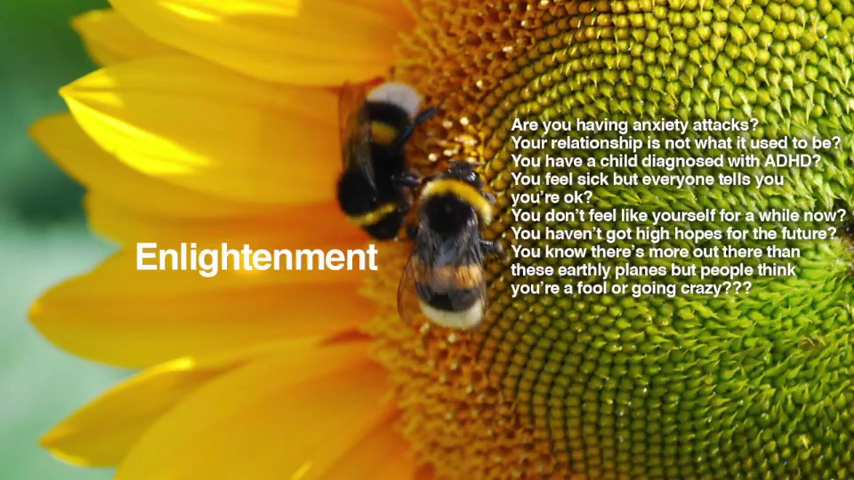 Enlightenment
Are you having anxiety attacks?
Your relationship is not what it used to be?
You have a child diagnosed with ADHD?
You feel sick but everyone tells you
you're ok?
You don't feel like yourself for a while now?
You haven't got high hopes for the future?
You know there's more out there than
these earthly planes but people think
you're a fool or going crazy???